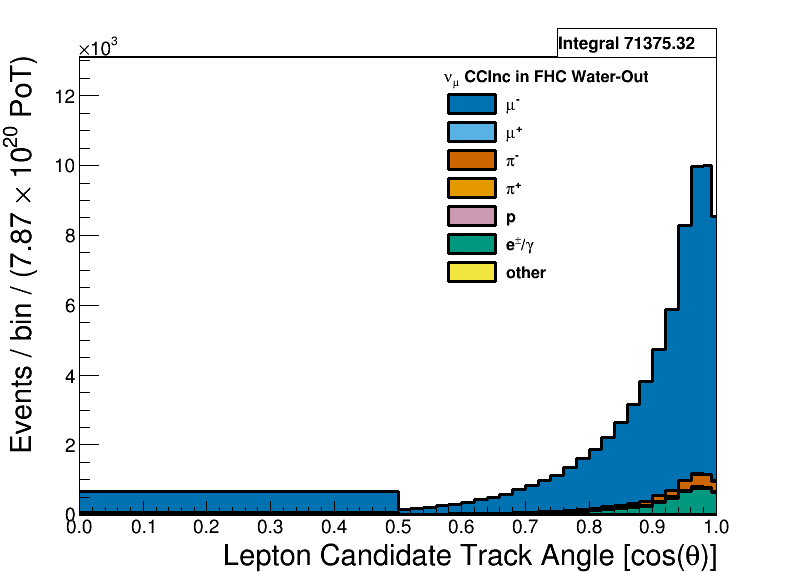 ×10³
Integral 71375.32
ν_μ CCInc in FHC Water-Out
μ⁻
μ⁺
π⁻
π⁺
p
e±/γ
other
Events / bin / (7.87 × 10²⁰ PoT)
12
10
8
6
4
2
0
0.0 0.1 0.2 0.3 0.4 0.5 0.6 0.7 0.8 0.9 1.0
Lepton Candidate Track Angle [cos(θ)]